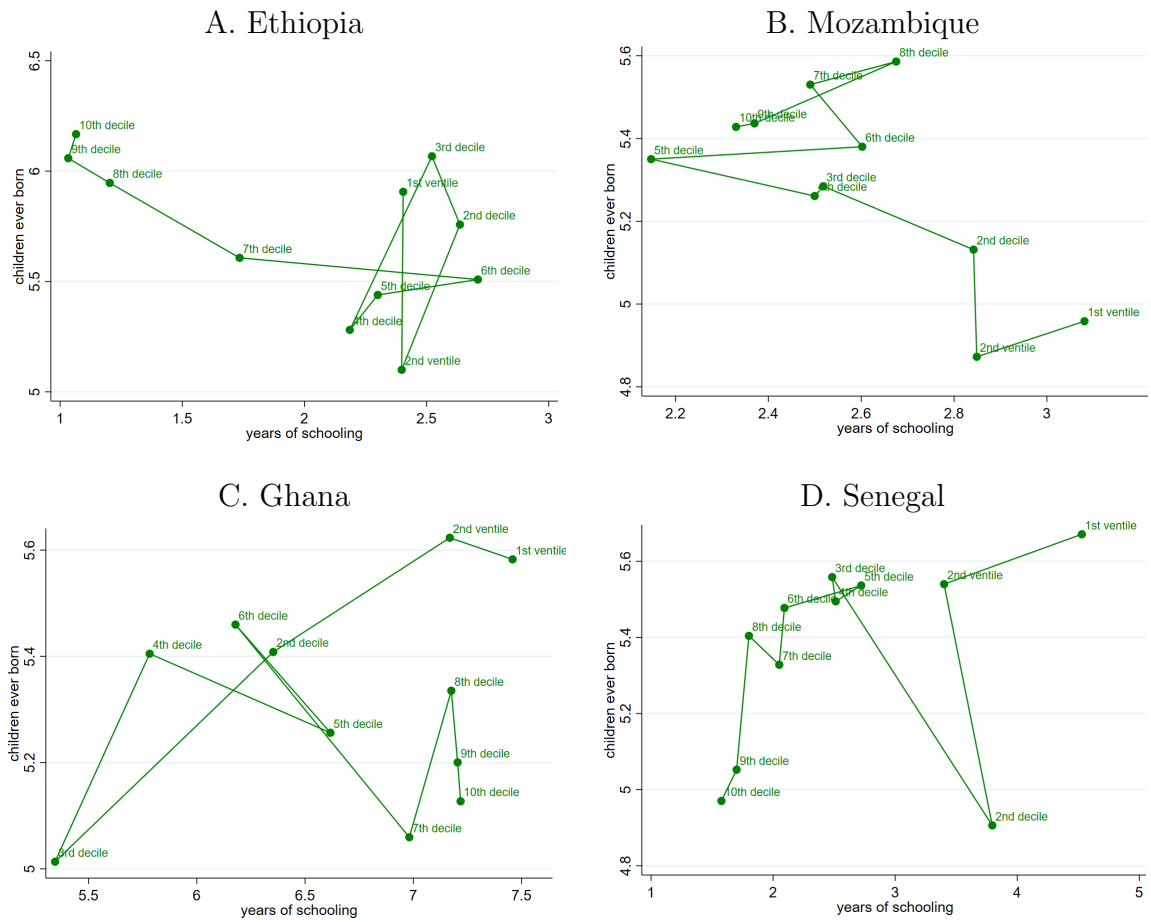 A. Ethiopia
6.5
6
5.5
5
children ever born
10th decile
9th decile
8th decile
7th decile
3rd decile
1st ventile
2nd decile
6th decile
5th decile
4th decile
2nd ventile
1 1.5 2 2.5 3
years of schooling
B. Mozambique
5.6
5.4
5.2
5
4.8
children ever born
8th decile
7th decile
10th decile
9th decile
6th decile
5th decile
3rd decile
decile
2nd decile
1st ventile
2nd ventile
2.2 2.4 2.6 2.8 3
years of schooling
C. Ghana
5.6
5.4
5.2
5
children ever born
2nd ventile
1st ventile
6th decile
4th decile
2nd decile
8th decile
5th decile
9th decile
10th decile
7th decile
3rd decile
5.5 6 6.5 7 7.5
years of schooling
D. Senegal
5.6
5.4
5.2
5
4.8
children ever born
1st ventile
3rd decile
5th decile
2nd ventile
6th decile
4th decile
8th decile
7th decile
9th decile
10th decile
2nd decile
1 2 3 4 5
years of schooling